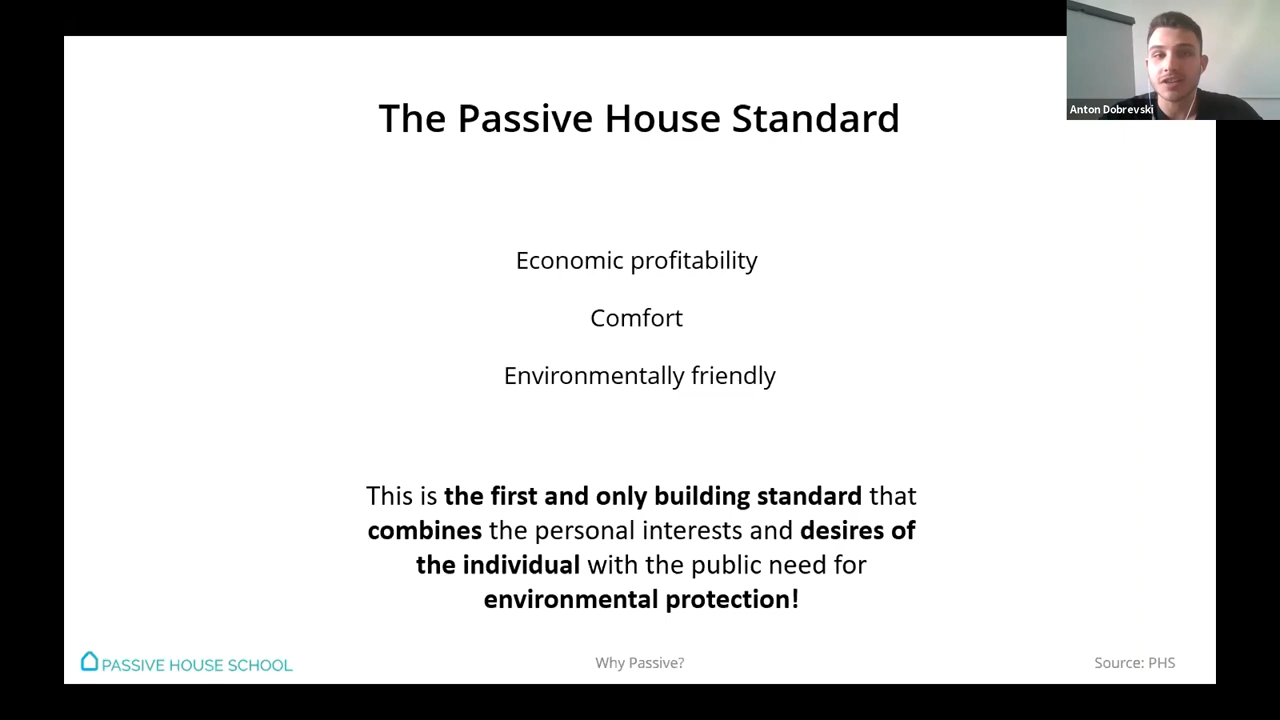 Anton Dobrevski
The Passive House Standard
Economic profitability
Comfort
Environmentally friendly
This is the first and only building standard that
combines the personal interests and desires of
the individual with the public need for
environmental protection!
PASSIVE HOUSE SCHOOL
Why Passive?
Source: PHS